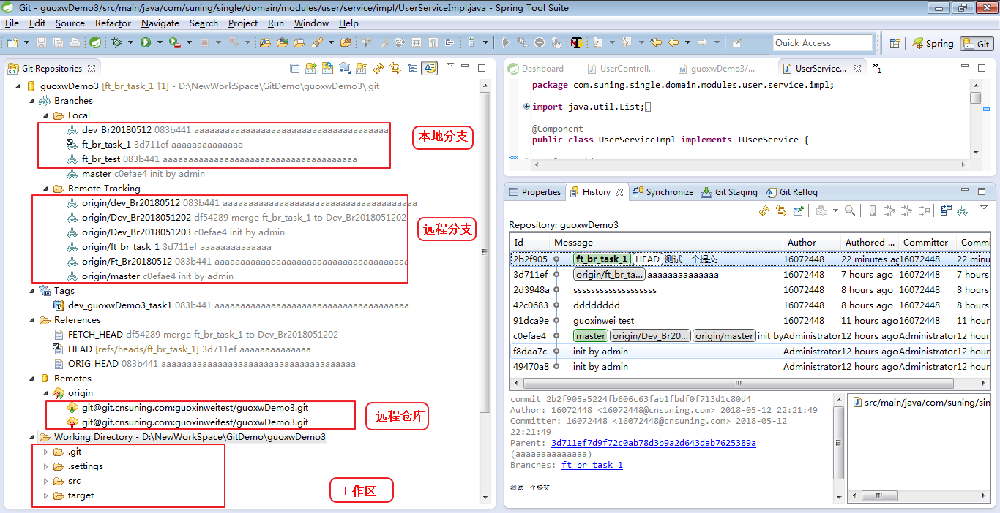 Git - guoxwDemo3/src/main/java/com/suning/single/domain/modules/user/service/impl/UserServiceImpl.java - Spring Tool Suite
File Edit Source Refactor Navigate Search Project Run Window Help
Quick Access
Spring
Git
Git Repositories
guoxwDemo3 [ft_br_task_1 ↑1] - D:\NewWorkSpace\GitDemo\guoxwDemo3\.git
Branches
Local
dev_Br20180512 083b441 aaaaaaaaaaaaaaaaaaaaaaaaaaaaaaaaaaaaaa
ft_br_task_1 3d711ef aaaaaaaaaaaaaa
ft_br_test 083b441 aaaaaaaaaaaaaaaaaaaaaaaaaaaaaaaaaaaaaa
master c0efae4 init by admin
本地分支
Remote Tracking
origin/dev_Br20180512 083b441 aaaaaaaaaaaaaaaaaaaaaaaaaaaaaaaaaaaaaa
origin/Dev_Br2018051202 df54289 merge ft_br_task_1 to Dev_Br2018051202
origin/Dev_Br2018051203 c0efae4 init by admin
origin/ft_br_task_1 3d711ef aaaaaaaaaaaaaa
origin/Ft_Br20180512 083b441 aaaaaaaaaaaaaaaaaaaaaaaaaaaaaaaaaaaaaa
origin/master c0efae4 init by admin
远程分支
Tags
dev_guoxwDemo3_task1 083b441 aaaaaaaaaaaaaaaaaaaaaaaaaaaaaaaaaaaaaa
References
FETCH_HEAD df54289 merge ft_br_task_1 to Dev_Br2018051202
HEAD [refs/heads/ft_br_task_1] 3d711ef aaaaaaaaaaaaaa
ORIG_HEAD 083b441 aaaaaaaaaaaaaaaaaaaaaaaaaaaaaaaaaaaaaa
Remotes
origin
git@git.cnsuning.com:guoxinweitest/guoxwDemo3.git
git@git.cnsuning.com:guoxinweitest/guoxwDemo3.git
远程仓库
Working Directory - D:\NewWorkSpace\GitDemo\guoxwDemo3
.git
.settings
src
target
工作区
Dashboard
UserControll...
guoxwDemo3/...
UserService...
»1
package com.suning.single.domain.modules.user.service.impl;
import java.util.List;
@Component
public class UserServiceImpl implements IUserService {
Properties
History
Synchronize
Git Staging
Git Reflog
Repository: guoxwDemo3
Id Message Author Authored ... Committer Comm
2b2f905 ft_br_task_1 HEAD 测试一个提交 16072448 22 minutes ac 16072448 22 minu
3d711ef origin/ft_br_ta... aaaaaaaaaaaaaa 16072448 7 hours ago 16072448 7 hours
2d3948a sssssssssssssssssss 16072448 8 hours ago 16072448 8 hours
42c0683 dddddddd 16072448 8 hours ago 16072448 8 hours
91dca9e guoxinwei test 16072448 11 hours ago 16072448 11 hour
c0efae4 master origin/Dev_Br20... origin/master init by Administrator 12 hours ago Administrator 12 hour
f8daa7c init by admin Administrator 12 hours ago Administrator 12 hour
49470a8 init by admin Administrator 12 hours ago Administrator 12 hour
commit 2b2f905a5224fb606c63fab1fbdf0f713d1c80d4
Author: 16072448 <16072448@cnsuning.com> 2018-05-12 22:21:49
Committer: 16072448 <16072448@cnsuning.com> 2018-05-12
22:21:49
Parent: 3d711ef7d9f72c0ab78d3b9a2d643dab7625389a
(aaaaaaaaaaaaaa)
Branches: ft_br_task_1
测试一个提交
src/main/java/com/suning/sin